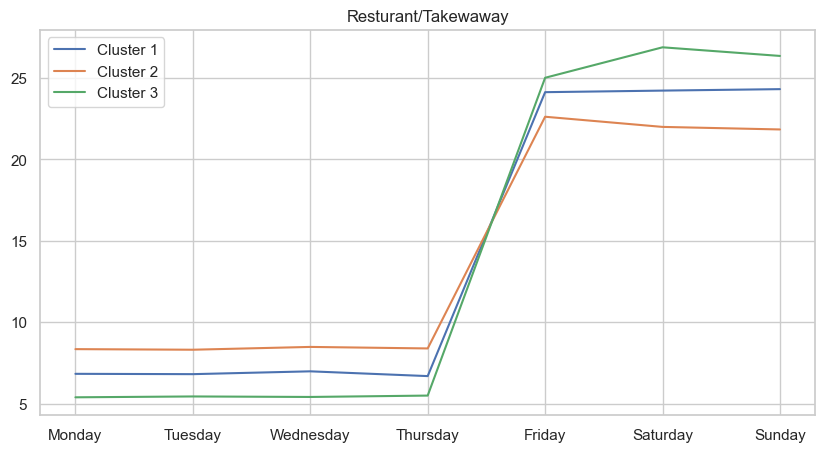 Resturant/Takewaway
Cluster 1
Cluster 2
Cluster 3
25
20
15
10
5
Monday Tuesday Wednesday Thursday Friday Saturday Sunday